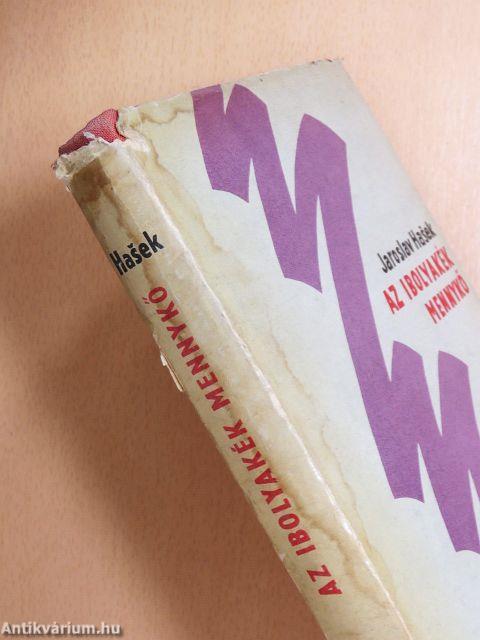 Hašek
AZ IBOLYAKÉK MENNYKŐ
Jaroslav Hašek
AZ IBOLYAKÉK
MENNYKŐ
Antikvárium.hu